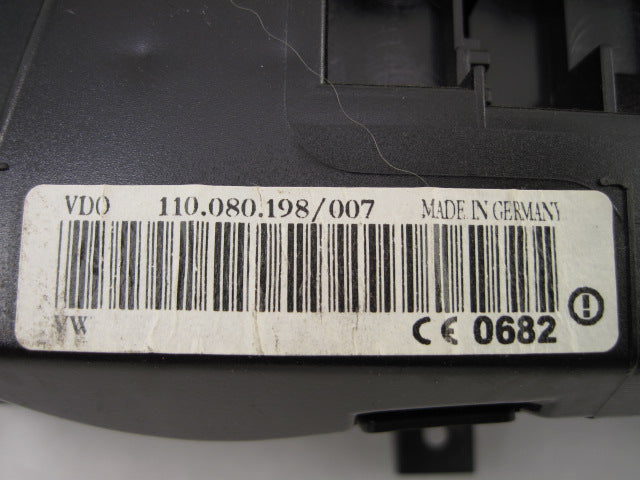 VDO 110.080.198/007 MADE IN GERMANY
VW CE 0682